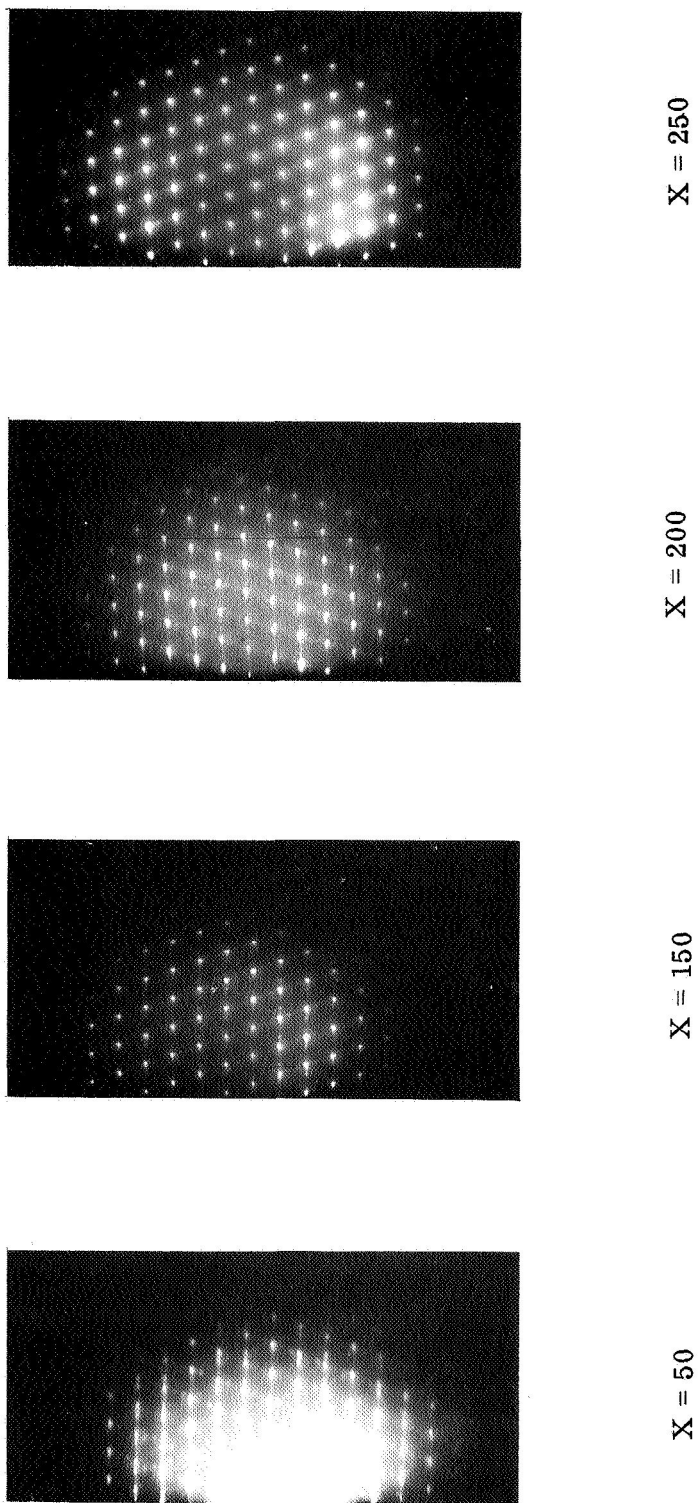 X = 50
X = 150
X = 200
X = 250